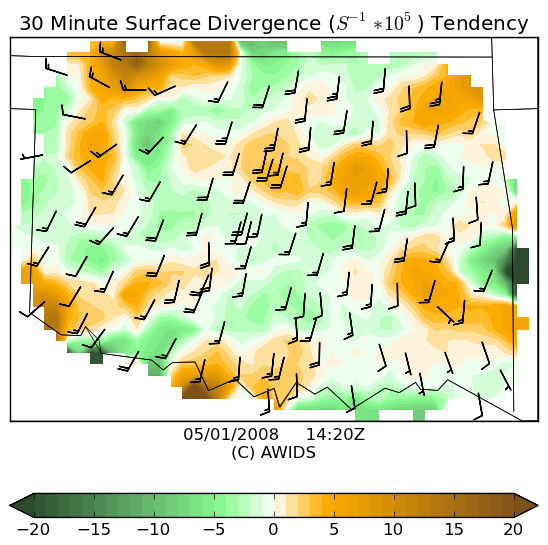 30 Minute Surface Divergence (S⁻¹ *10⁵ ) Tendency
05/01/2008 14:20Z
(C) AWIDS
−20 −15 −10 −5 0 5 10 15 20